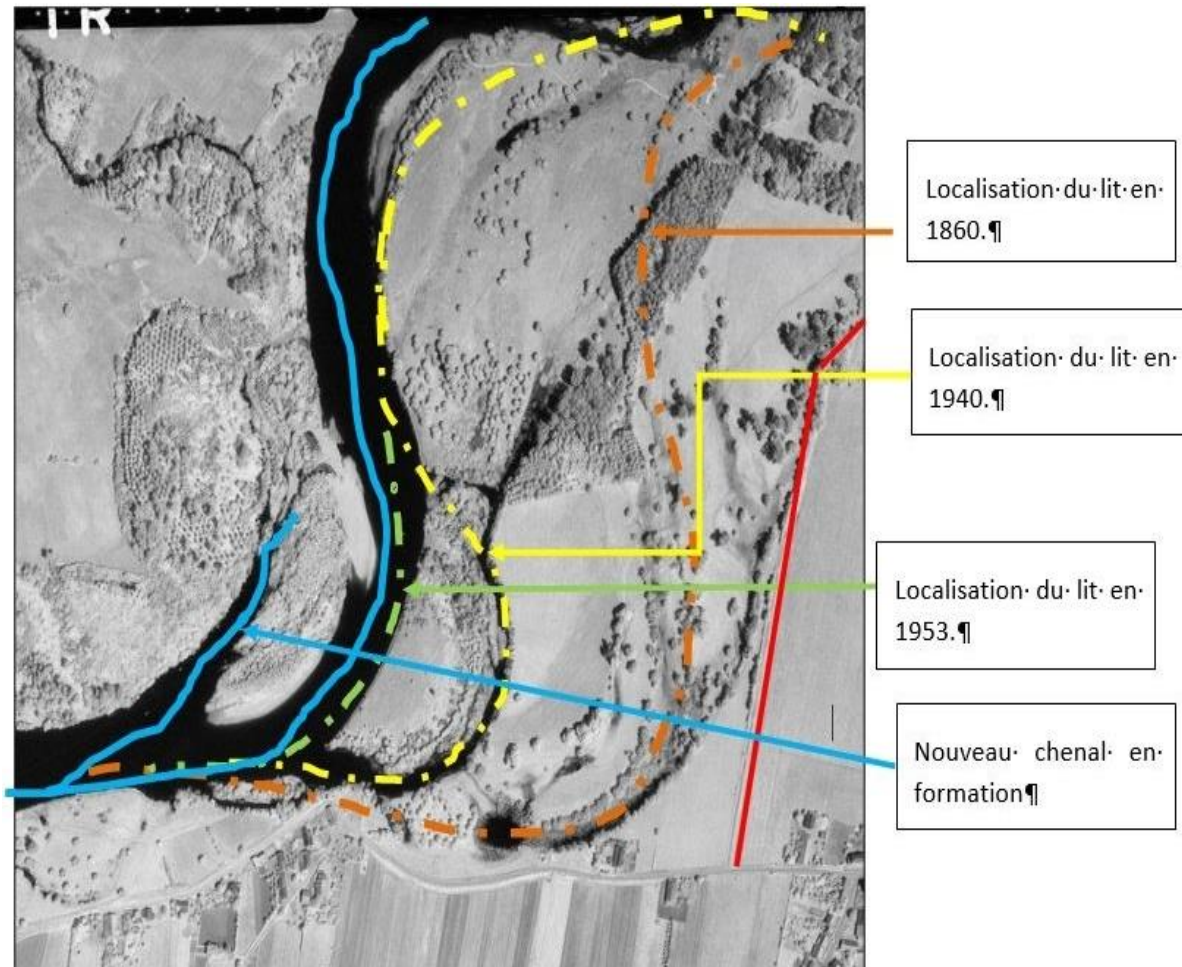 1 R
Localisation·du·lit·en·
1860.¶
Localisation· du· lit· en·
1940.¶
Localisation· du· lit· en·
1953.¶
Nouveau· chenal· en·
formation¶